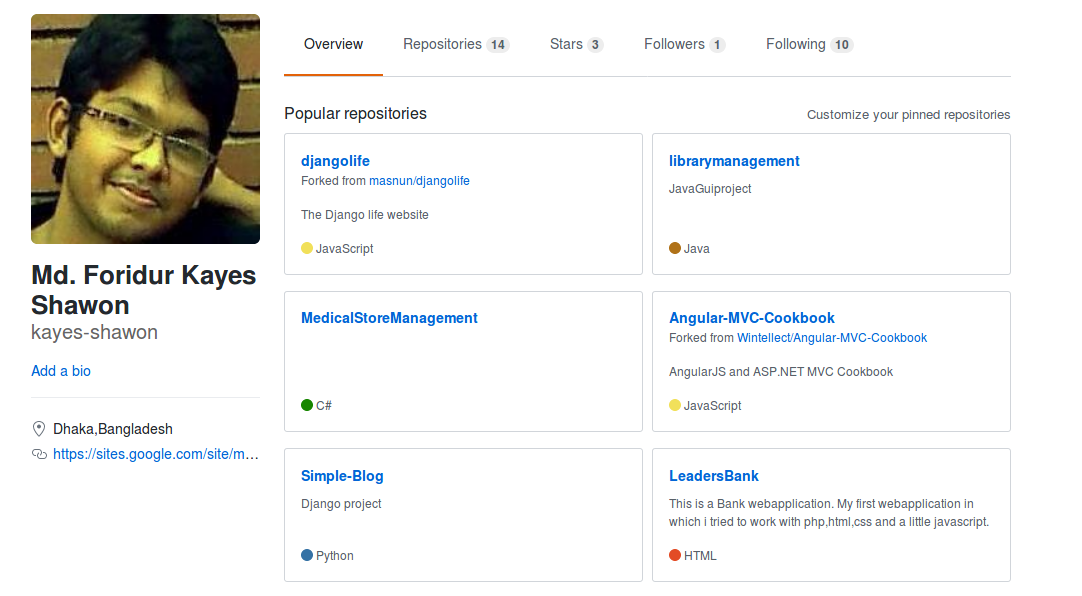 Overview
Repositories 14
Stars 3
Followers 1
Following 10
Popular repositories
Customize your pinned repositories
djangolife
Forked from masnun/djangolife
The Django life website
JavaScript
librarymanagement
JavaGuiproject
Java
MedicalStoreManagement
C#
Angular-MVC-Cookbook
Forked from Wintellect/Angular-MVC-Cookbook
AngularJS and ASP.NET MVC Cookbook
JavaScript
Simple-Blog
Django project
Python
LeadersBank
This is a Bank webapplication. My first webapplication in
which i tried to work with php,html,css and a little javascript.
HTML
Md. Foridur Kayes
Shawon
kayes-shawon
Add a bio
Dhaka,Bangladesh
https://sites.google.com/site/m...